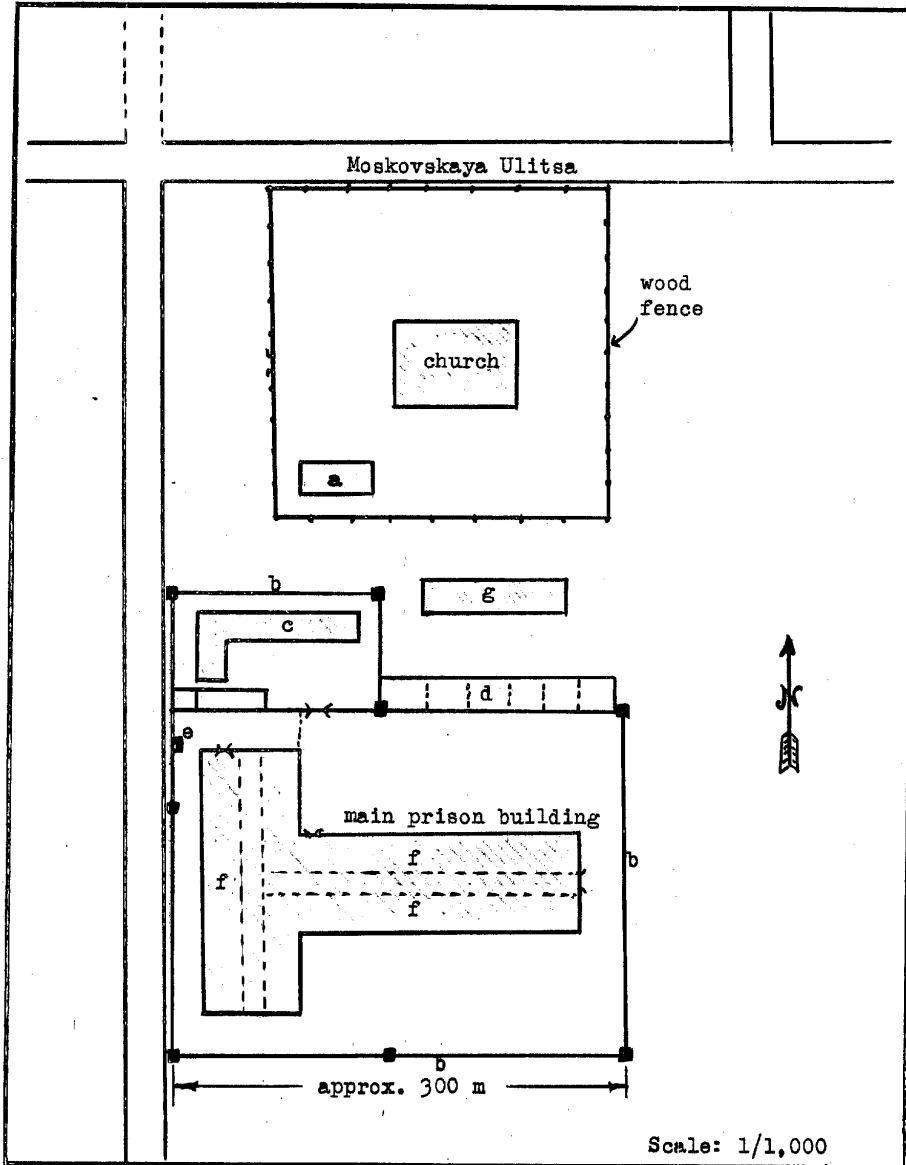 Moskovskaya Ulitsa
wood
fence
church
a
b
g
c
d
e
main prison building
f
f
f
b
b
approx. 300 m
N
Scale: 1/1,000